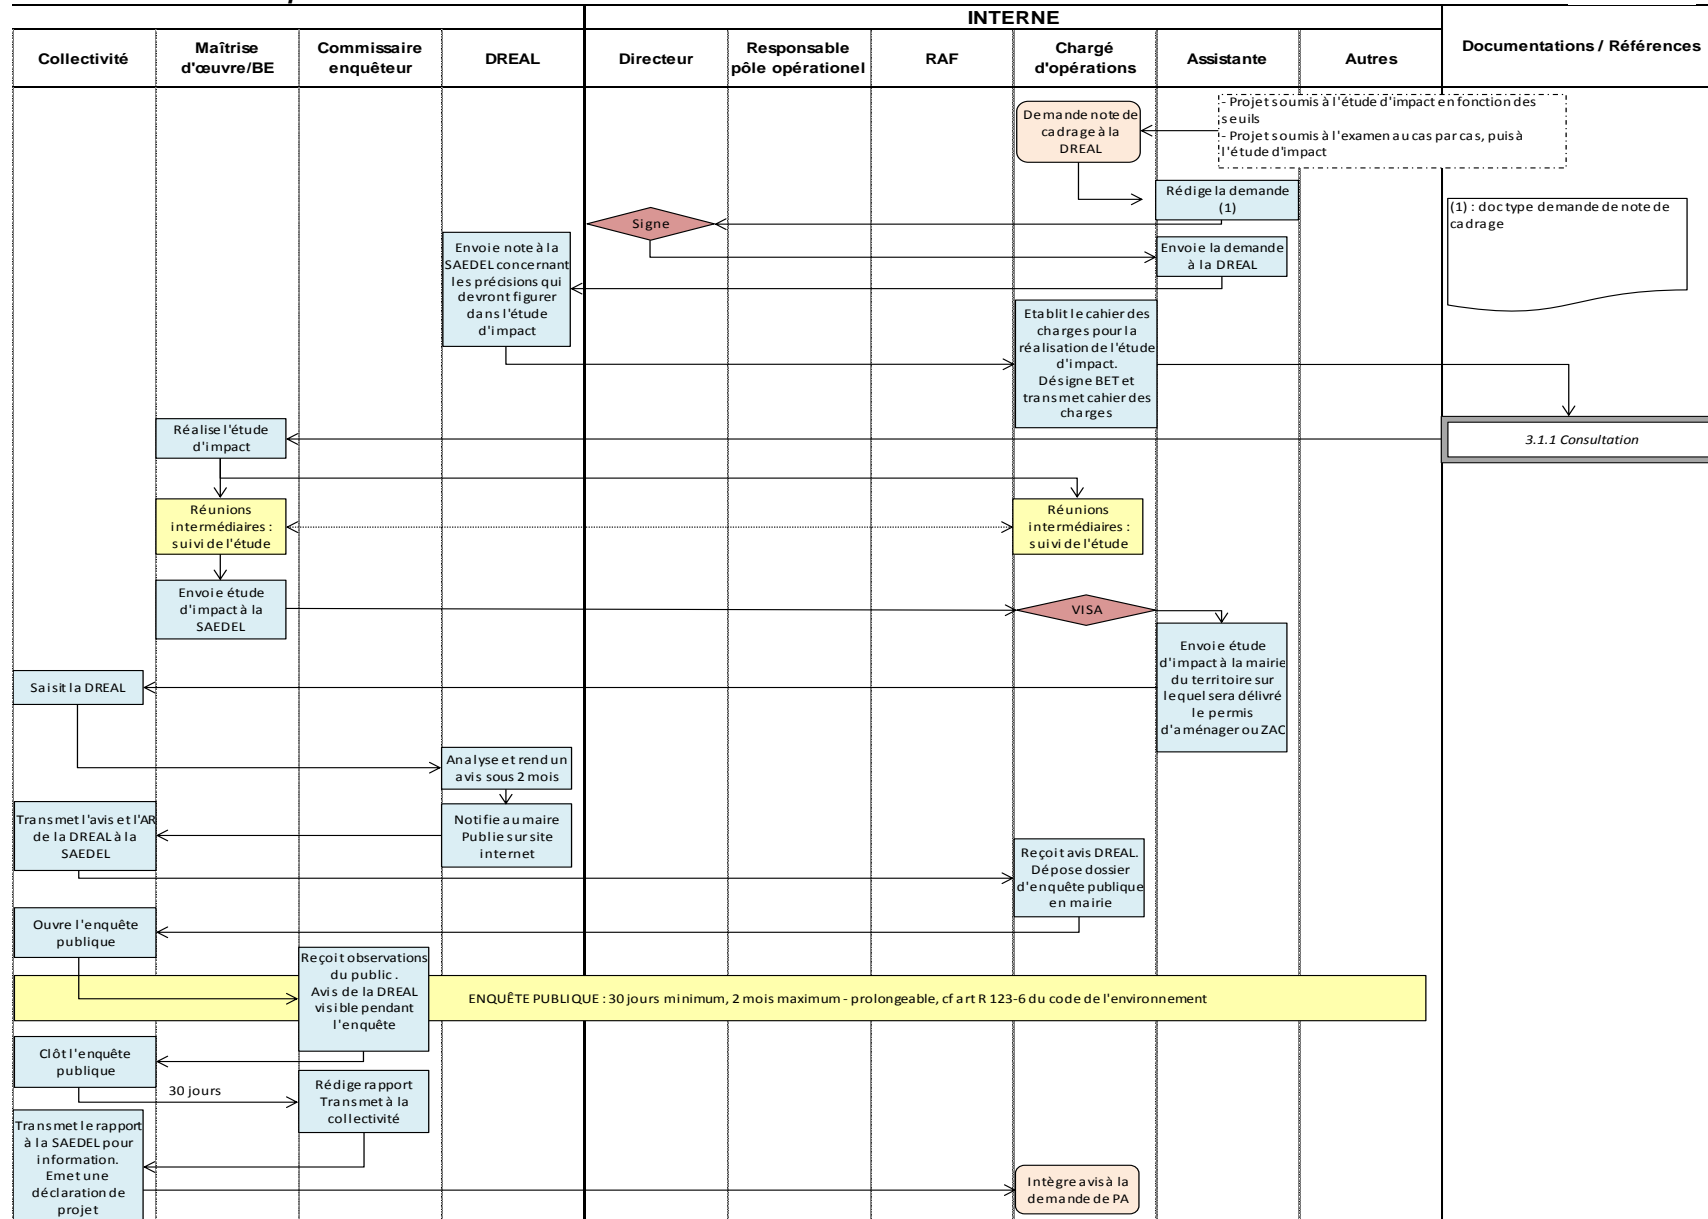 INTERNE
Collectivité
Maîtrise
d'œuvre/BE
Commissaire
enquêteur
DREAL
Directeur
Responsable
pôle opérationel
RAF
Chargé
d'opérations
Assistante
Autres
Documentations / Références
- Projet soumis à l'étude d'impact en fonction des
seuils
- Projet soumis à l'examen au cas par cas, puis à
l'étude d'impact
Demande note de
cadrage à la
DREAL
Rédige la demande
(1)
(1) : doc type demande de note de
cadrage
Signe
Envoie note à la
SAEDEL concernant
les précisions qui
devront figurer
dans l'étude
d'impact
Envoie la demande
à la DREAL
Etablit le cahier des
charges pour la
réalisation de l'étude
d'impact.
Désigne BET et
transmet cahier des
charges
Réalise l'étude
d'impact
3.1.1 Consultation
Réunions
intermédiaires :
suivi de l'étude
Réunions
intermédiaires :
suivi de l'étude
Envoie étude
d'impact à la
SAEDEL
VISA
Envoie étude
d'impact à la mairie
du territoire sur
lequel sera délivré
le permis
d'aménager ou ZAC
Saisit la DREAL
Analyse et rend un
avis sous 2 mois
Transmet l'avis et l'AR
de la DREAL à la
SAEDEL
Notifie au maire
Publie sur site
internet
Reçoit avis DREAL.
Dépose dossier
d'enquête publique
en mairie
Ouvre l'enquête
publique
Reçoit observations
du public .
Avis de la DREAL
visible pendant
l'enquête
ENQUÊTE PUBLIQUE : 30 jours minimum, 2 mois maximum - prolongeable, cf art R 123-6 du code de l'environnement
Clôt l'enquête
publique
30 jours
Rédige rapport
Transmet à la
collectivité
Transmet le rapport
à la SAEDEL pour
information.
Emet une
déclaration de
projet
Intègre avis à la
demande de PA